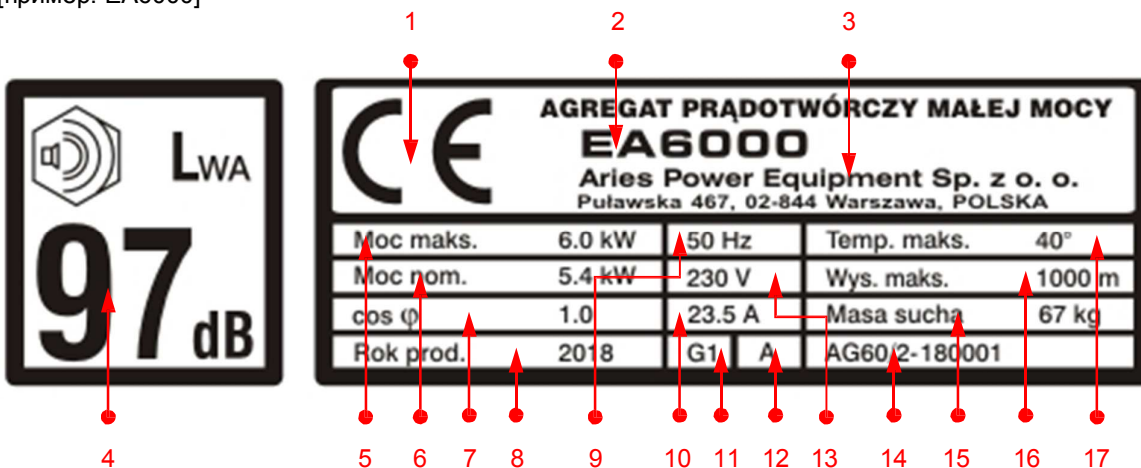 [пример: EA6000]
1 2 3
CE AGREGAT PRĄDOTWÓRCZY MAŁEJ MOCY
EA6000
Aries Power Equipment Sp. z o. o.
Puławska 467, 02-844 Warszawa, POLSKA
LWA
97 dB
Moc maks. 6.0 kW 50 Hz Temp. maks. 40°
Moc nom. 5.4 kW 230 V Wys. maks. 1000 m
cos φ 1.0 23.5 A Masa sucha 67 kg
Rok prod. 2018 G1 A AG60/2-180001
4 5 6 7 8 9 10 11 12 13 14 15 16 17